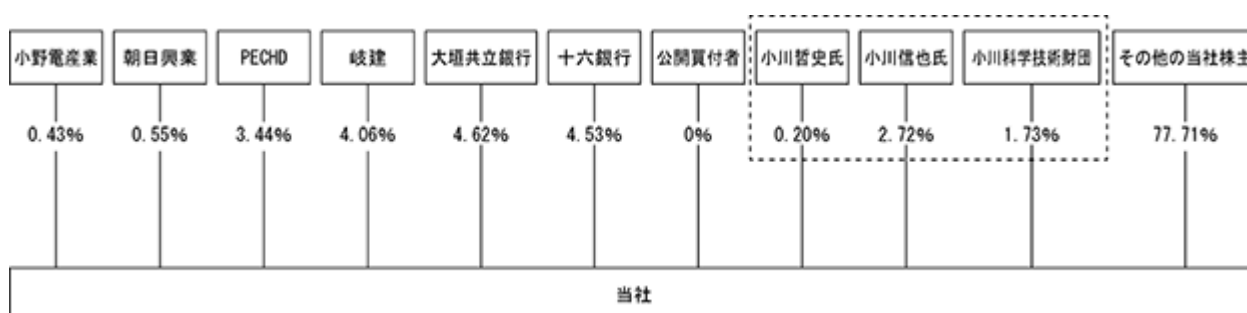 小野電産業 朝日興業 PECHD 岐建 大垣共立銀行 十六銀行 公開買付者 小川哲史氏 小川信也氏 小川科学技術財団 その他の当社株主
0.43% 0.55% 3.44% 4.06% 4.62% 4.53% 0% 0.20% 2.72% 1.73% 77.71%
当社